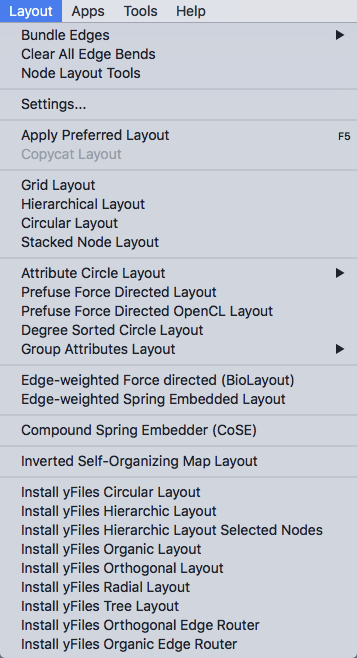 Layout Apps Tools Help
Bundle Edges
Clear All Edge Bends
Node Layout Tools
Settings...
Apply Preferred Layout F5
Copycat Layout
Grid Layout
Hierarchical Layout
Circular Layout
Stacked Node Layout
Attribute Circle Layout
Prefuse Force Directed Layout
Prefuse Force Directed OpenCL Layout
Degree Sorted Circle Layout
Group Attributes Layout
Edge-weighted Force directed (BioLayout)
Edge-weighted Spring Embedded Layout
Compound Spring Embedder (CoSE)
Inverted Self-Organizing Map Layout
Install yFiles Circular Layout
Install yFiles Hierarchic Layout
Install yFiles Hierarchic Layout Selected Nodes
Install yFiles Organic Layout
Install yFiles Orthogonal Layout
Install yFiles Radial Layout
Install yFiles Tree Layout
Install yFiles Orthogonal Edge Router
Install yFiles Organic Edge Router